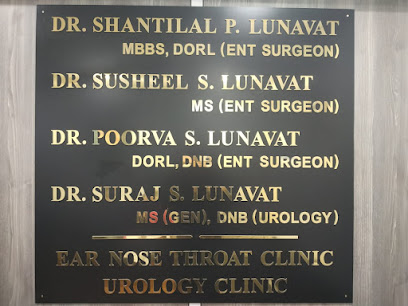 DR. SHANTILAL P. LUNAVAT
MBBS, DORL (ENT SURGEON)
DR. SUSHEEL S. LUNAVAT
MS (ENT SURGEON)
DR. POORVA S. LUNAVAT
DORL, DNB (ENT SURGEON)
DR. SURAJ S. LUNAVAT
MS (GEN), DNB (UROLOGY)
EAR NOSE THROAT CLINIC
UROLOGY CLINIC